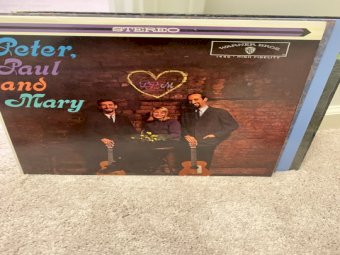 STEREO
Peter,
Paul
and
Mary
WARNER BROS
P.P.M